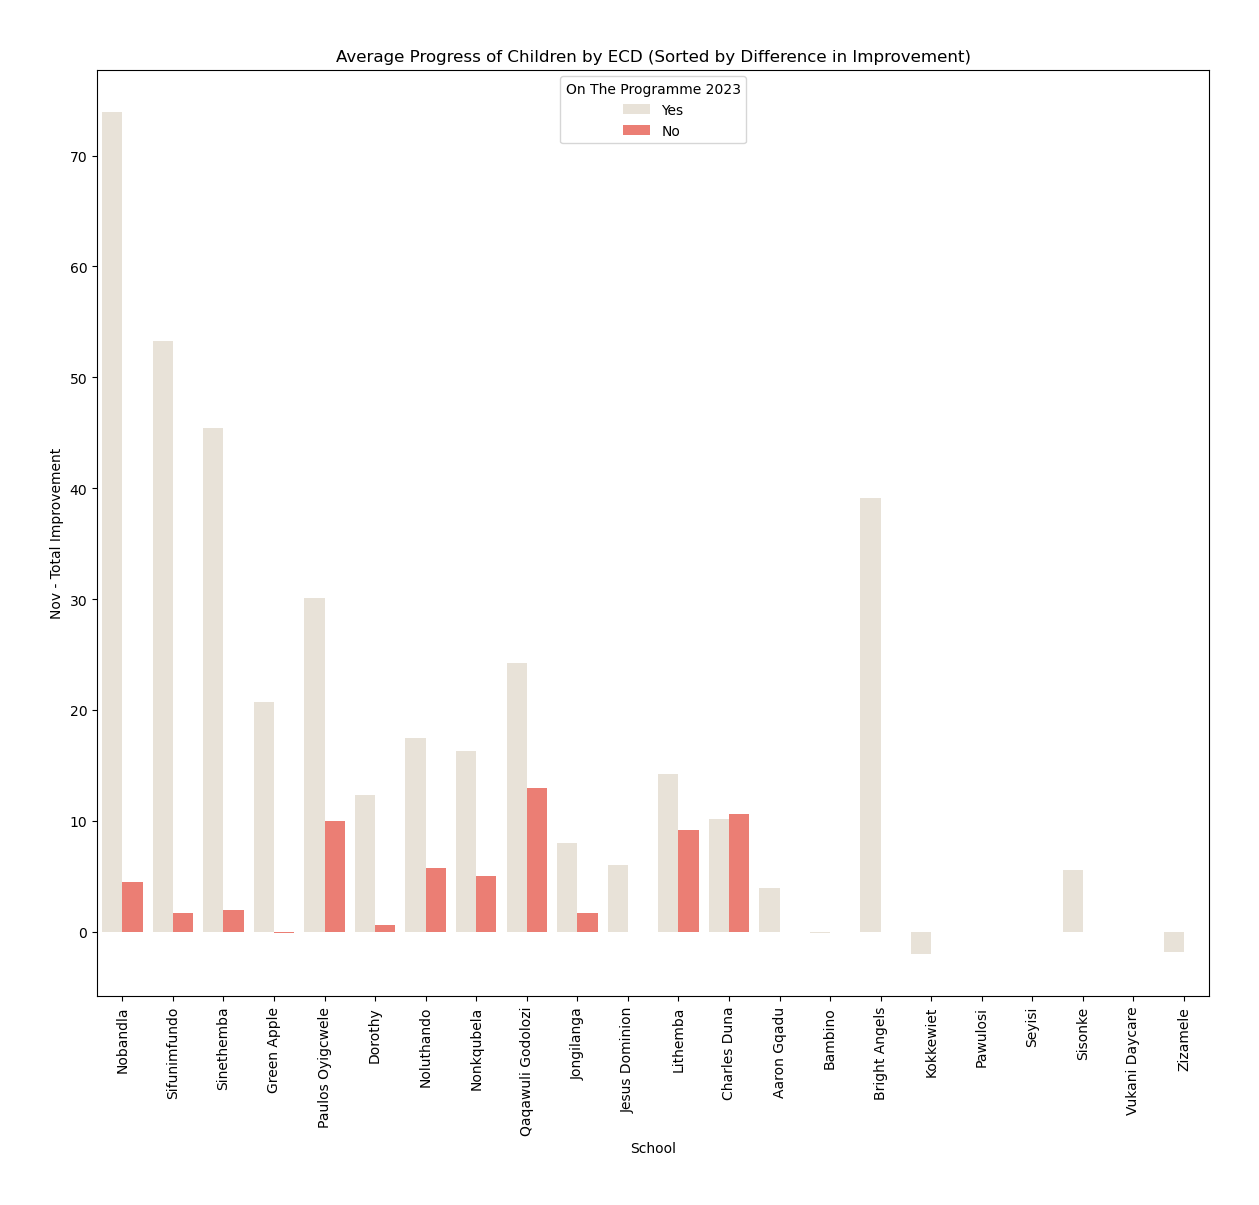 Average Progress of Children by ECD (Sorted by Difference in Improvement)
On The Programme 2023
Yes
No
Nov - Total Improvement
70
60
50
40
30
20
10
0
Nobandla
Sifunimfundo
Sinethemba
Green Apple
Paulos Oyigcwele
Dorothy
Noluthando
Nonkqubela
Qaqawuli Godolozi
Jongilanga
Jesus Dominion
Lithemba
Charles Duna
Aaron Gqadu
Bambino
Bright Angels
Kokkewiet
Pawulosi
Seyisi
Sisonke
Vukani Daycare
Zizamele
School